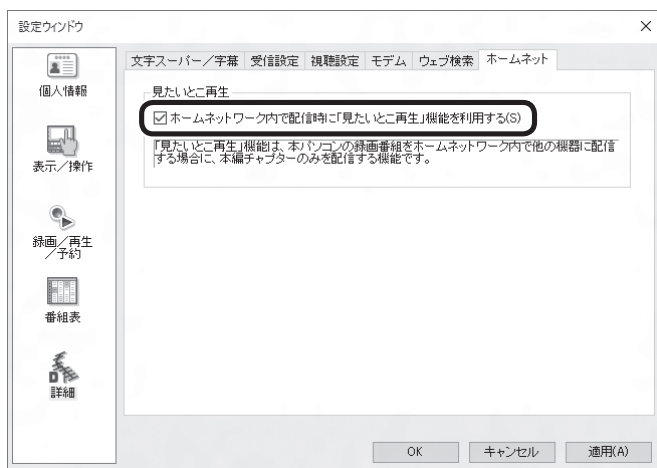 設定ウィンドウ
個人情報
表示／操作
録画／再生
／予約
番組表
詳細
文字スーパー／字幕 受信設定 視聴設定 モデム ウェブ検索 ホームネット
見たいとこ再生
ホームネットワーク内で配信時に「見たいとこ再生」機能を利用する(S)
「見たいとこ再生」機能は、本パソコンの録画番組をホームネットワーク内で他の機器に配信
する場合に、本編チャプターのみを配信する機能です。
OK キャンセル 適用(A)